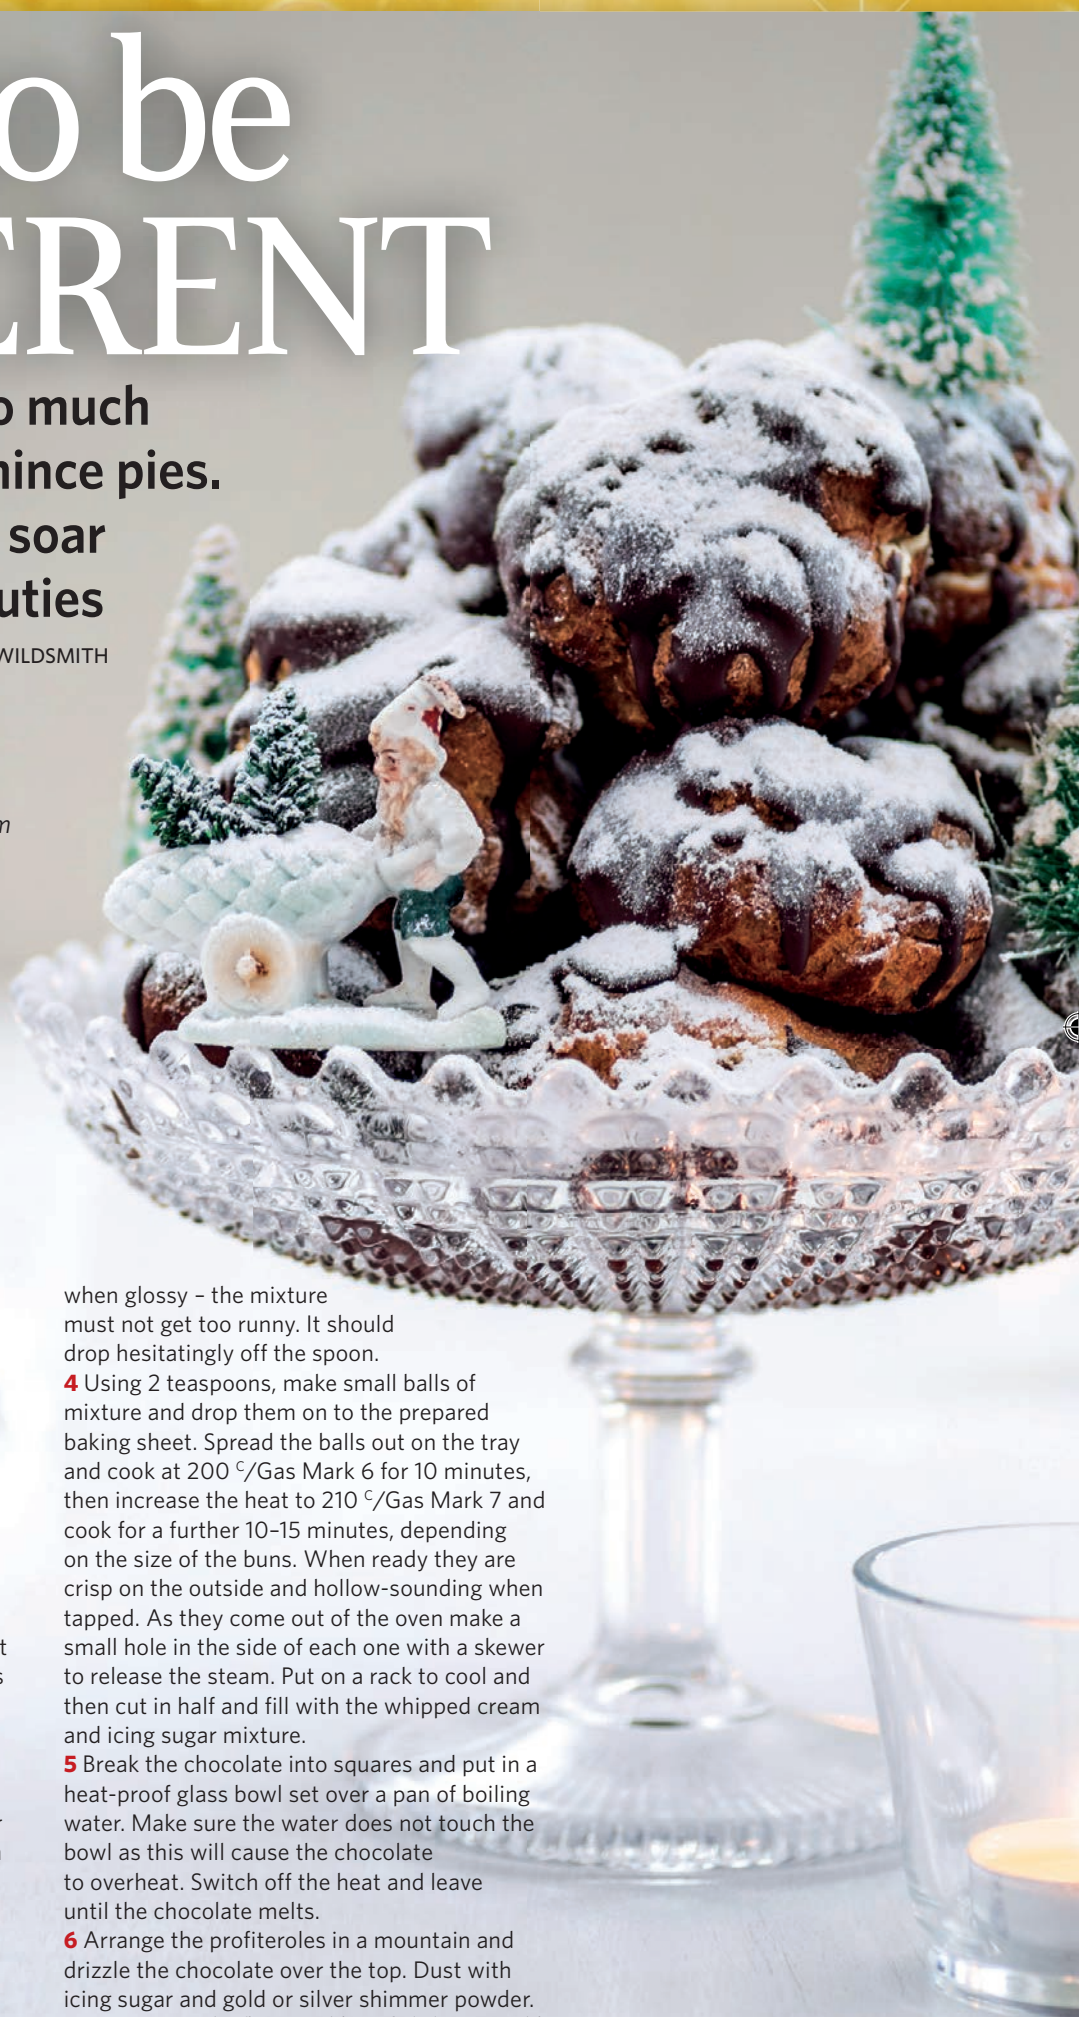 o be
ERENT
o much
mince pies.
soar
uties
WILDSMITH
when glossy – the mixture
must not get too runny. It should
drop hesitatingly off the spoon.
4 Using 2 teaspoons, make small balls of
mixture and drop them on to the prepared
baking sheet. Spread the balls out on the tray
and cook at 200 ᶜ/Gas Mark 6 for 10 minutes,
then increase the heat to 210 ᶜ/Gas Mark 7 and
cook for a further 10–15 minutes, depending
on the size of the buns. When ready they are
crisp on the outside and hollow-sounding when
tapped. As they come out of the oven make a
small hole in the side of each one with a skewer
to release the steam. Put on a rack to cool and
then cut in half and fill with the whipped cream
and icing sugar mixture.
5 Break the chocolate into squares and put in a
heat-proof glass bowl set over a pan of boiling
water. Make sure the water does not touch the
bowl as this will cause the chocolate
to overheat. Switch off the heat and leave
until the chocolate melts.
6 Arrange the profiteroles in a mountain and
drizzle the chocolate over the top. Dust with
icing sugar and gold or silver shimmer powder.